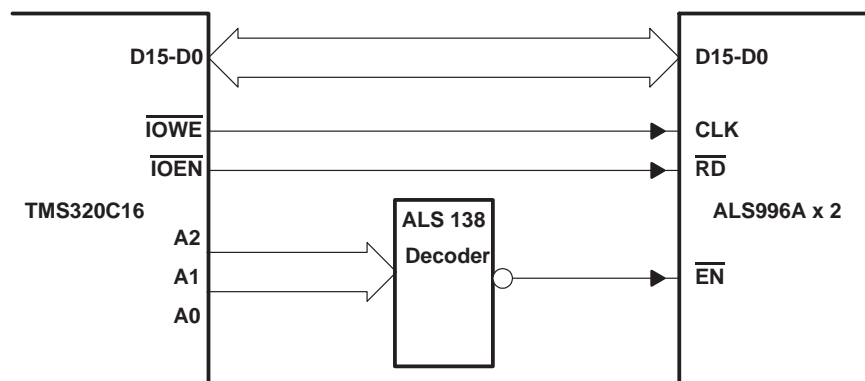 D15-D0
D15-D0
IOWE
CLK
IOEN
RD
TMS320C16
ALS 138
Decoder
ALS996A x 2
A2
A1
EN
A0